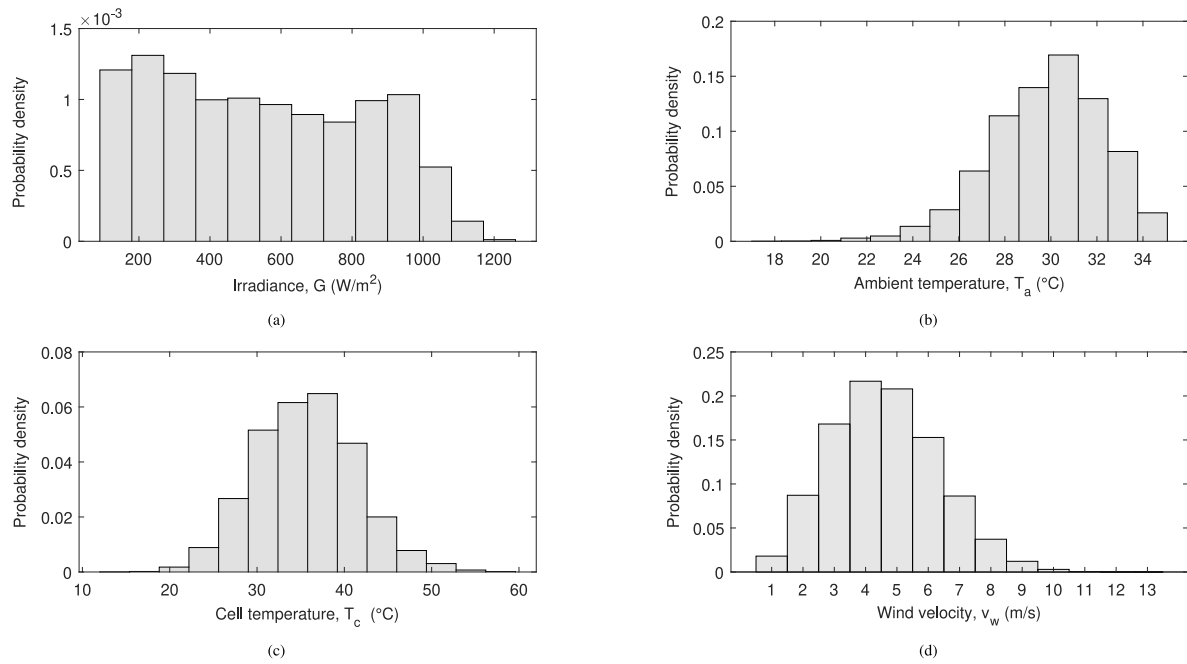 ×10⁻³
1.5
1
0.5
0
Probability density
200 400 600 800 1000 1200
Irradiance, G (W/m²)
(a)
0.2
0.15
0.1
0.05
0
Probability density
18 20 22 24 26 28 30 32 34
Ambient temperature, Tₐ (°C)
(b)
0.08
0.06
0.04
0.02
0
Probability density
10 20 30 40 50 60
Cell temperature, T_c (°C)
(c)
0.25
0.2
0.15
0.1
0.05
0
Probability density
1 2 3 4 5 6 7 8 9 10 11 12 13
Wind velocity, v_w (m/s)
(d)